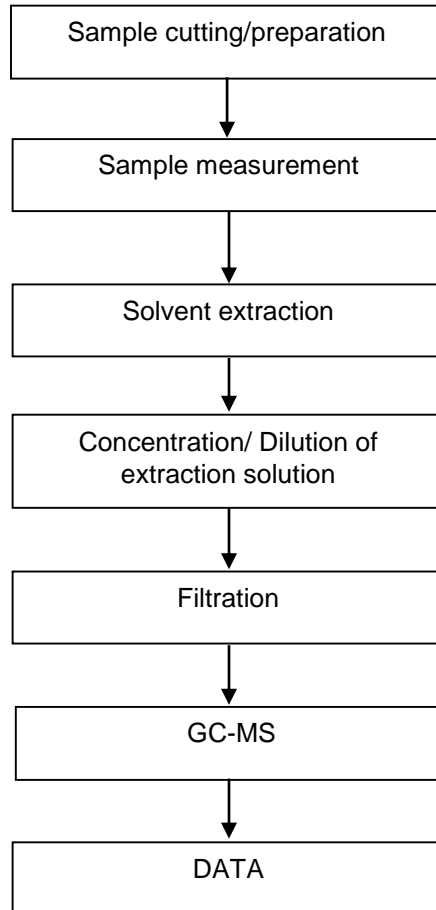 Sample cutting/preparation
Sample measurement
Solvent extraction
Concentration/ Dilution of
extraction solution
Filtration
GC-MS
DATA